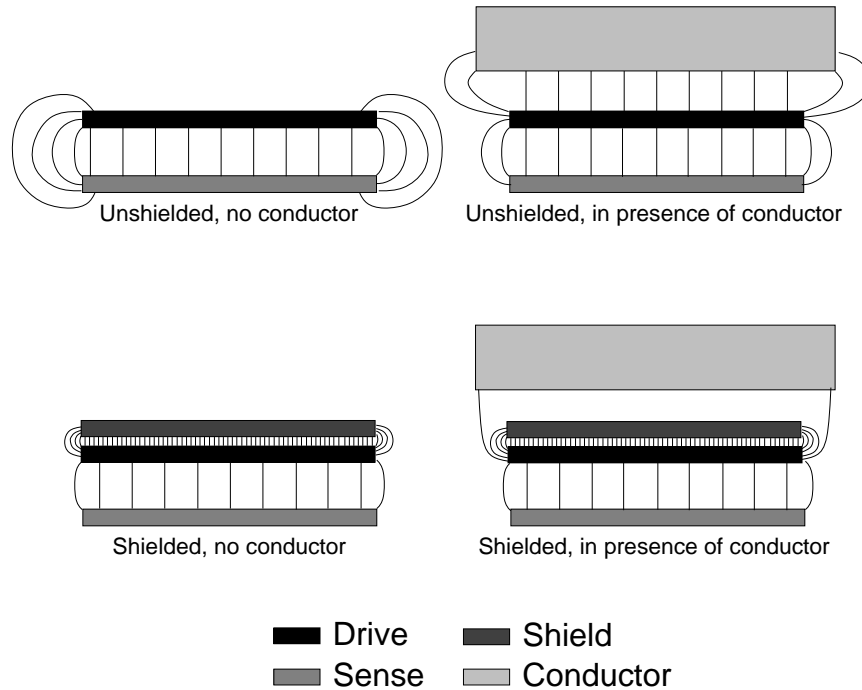 Unshielded, no conductor
Unshielded, in presence of conductor
Shielded, no conductor
Shielded, in presence of conductor
Drive
Shield
Sense
Conductor